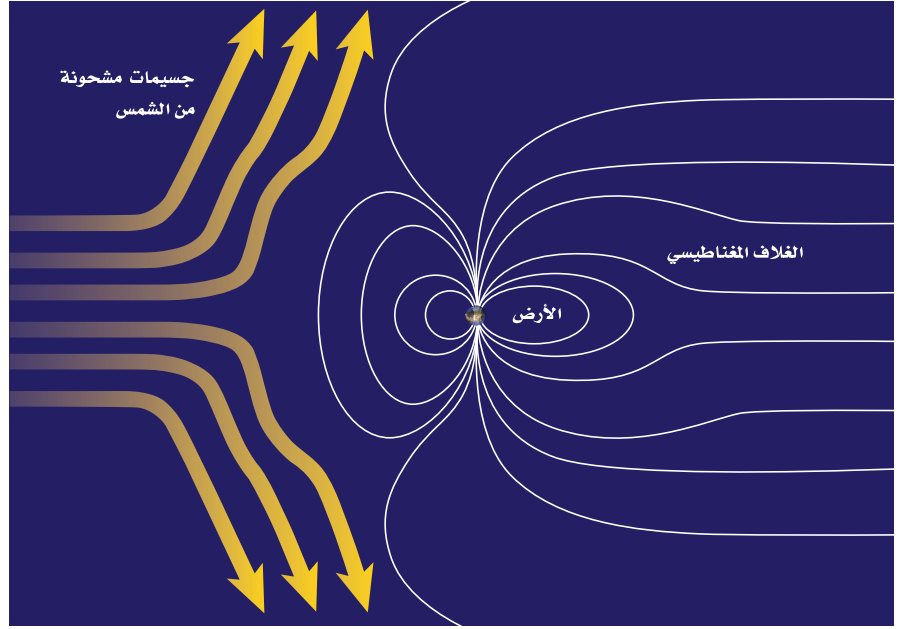 جسيمات مشحونة
من الشمس
الغلاف المغناطيسي
الأرض